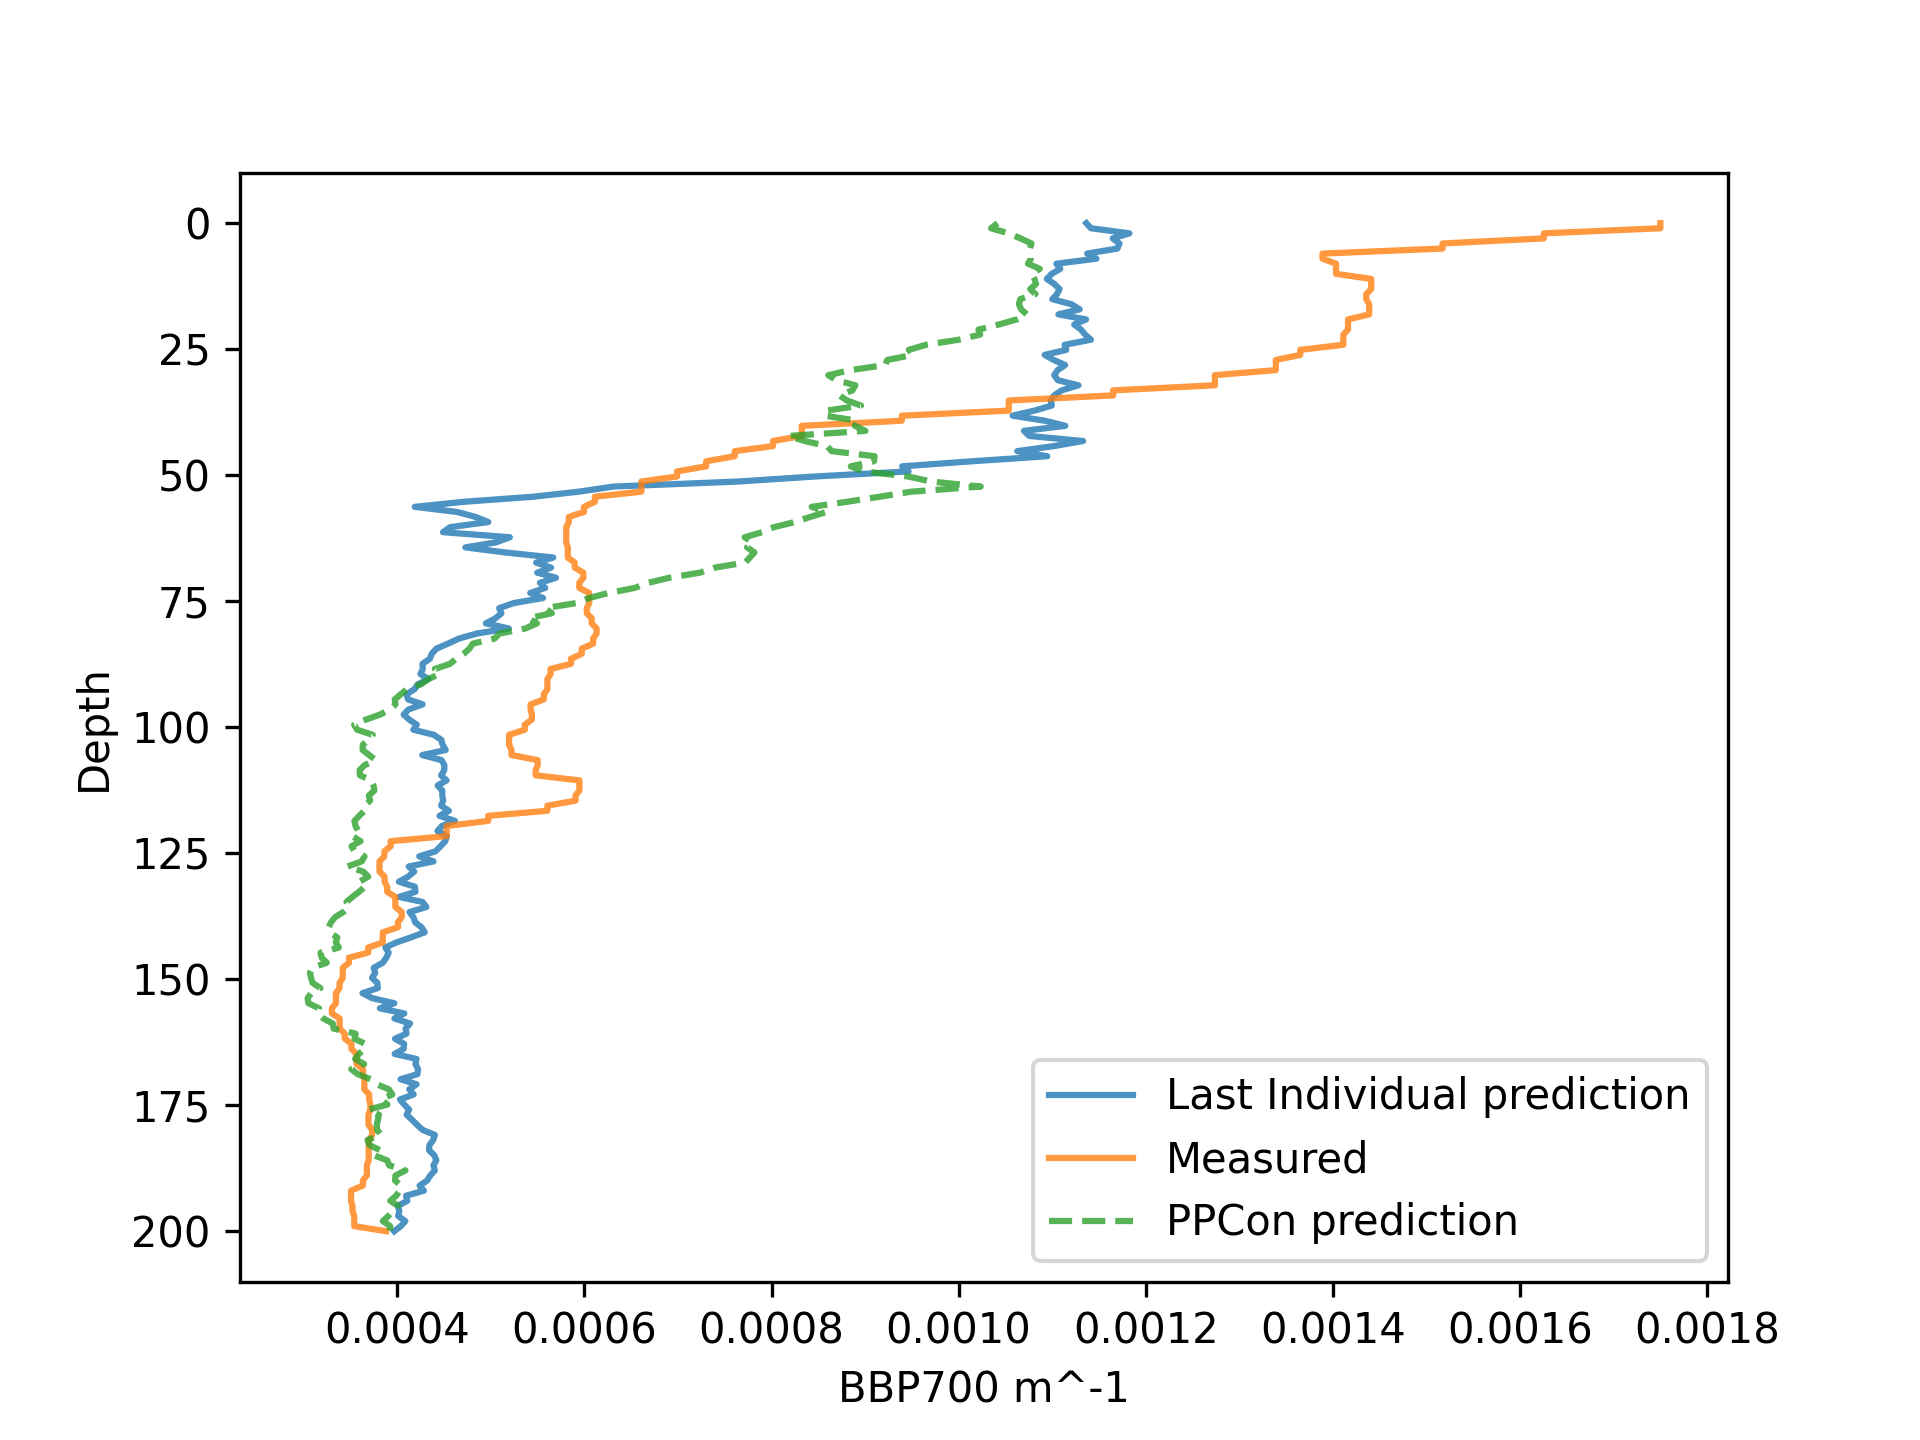 0
25
50
75
100
125
150
175
200
Depth
0.0004 0.0006 0.0008 0.0010 0.0012 0.0014 0.0016 0.0018
BBP700 m^-1
Last Individual prediction
Measured
PPCon prediction